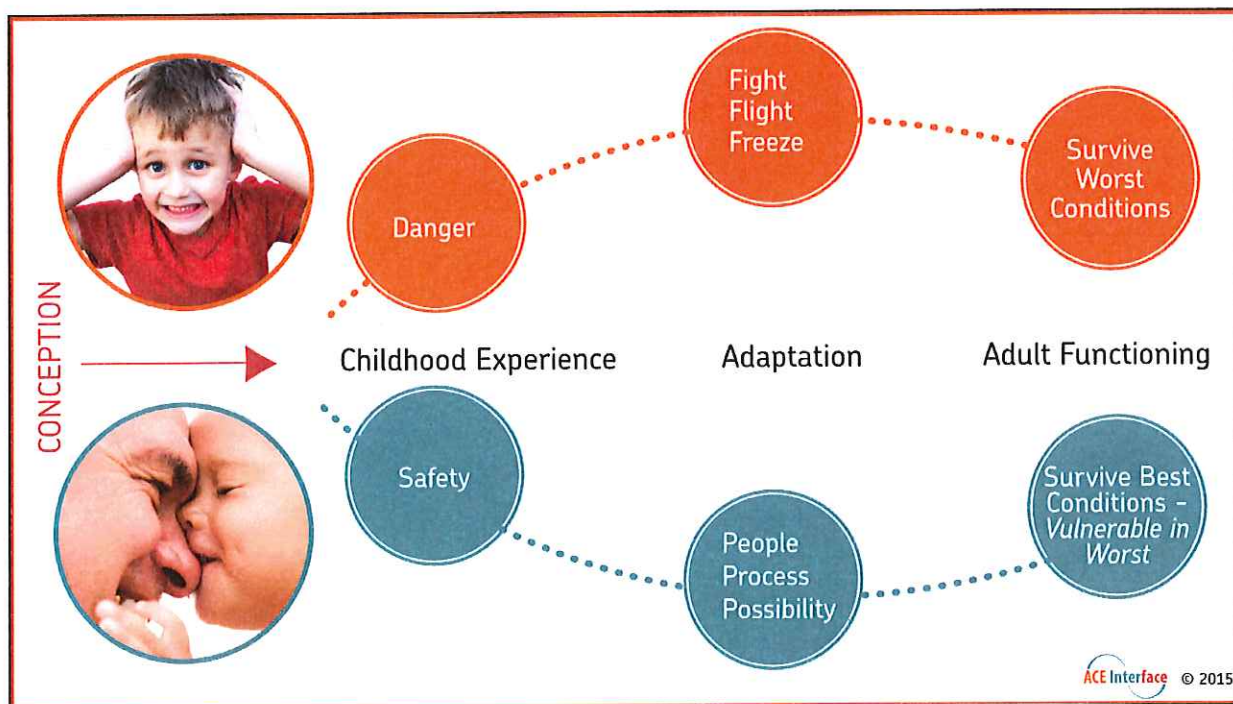 CONCEPTION
Danger
Fight
Flight
Freeze
Survive
Worst
Conditions
Childhood Experience
Adaptation
Adult Functioning
Safety
People
Process
Possibility
Survive Best
Conditions –
Vulnerable in
Worst
ACE Interface © 2015